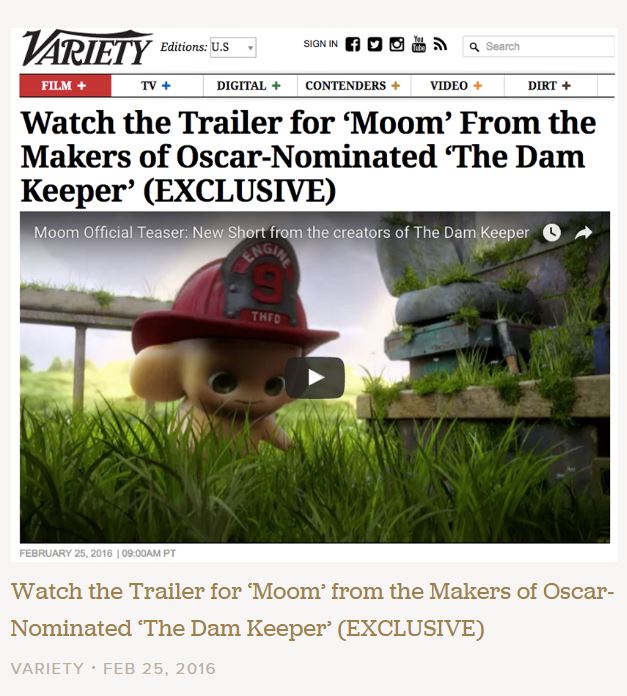 VARIETY Editions: U.S SIGN IN You Tube Search
FILM + TV + DIGITAL + CONTENDERS + VIDEO + DIRT +
Watch the Trailer for ‘Moom’ From the
Makers of Oscar-Nominated ‘The Dam
Keeper’ (EXCLUSIVE)
Moom Official Teaser: New Short from the creators of The Dam Keeper
ENGINE
9
THFD
FEBRUARY 25, 2016 | 09:00AM PT
Watch the Trailer for ‘Moom’ from the Makers of Oscar-
Nominated ‘The Dam Keeper’ (EXCLUSIVE)
VARIETY · FEB 25, 2016